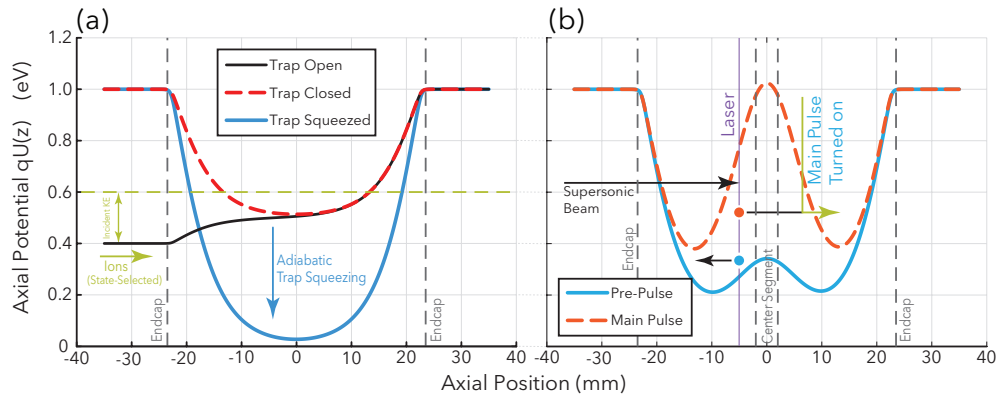 (a)
(b)
Axial Potential qU(z) (eV)
1.2
1.0
0.8
0.6
0.4
0.2
0
Trap Open
Trap Closed
Trap Squeezed
Incident KE
Ions
(State-Selected)
Adiabatic
Trap Squeezing
Endcap
Endcap
-40
-30
-20
-10
0
10
20
30
40
Laser
Main Pulse
Turned on
Supersonic
Beam
Endcap
Center Segment
Endcap
Pre-Pulse
Main Pulse
-40
-30
-20
-10
0
10
20
30
40
Axial Position (mm)